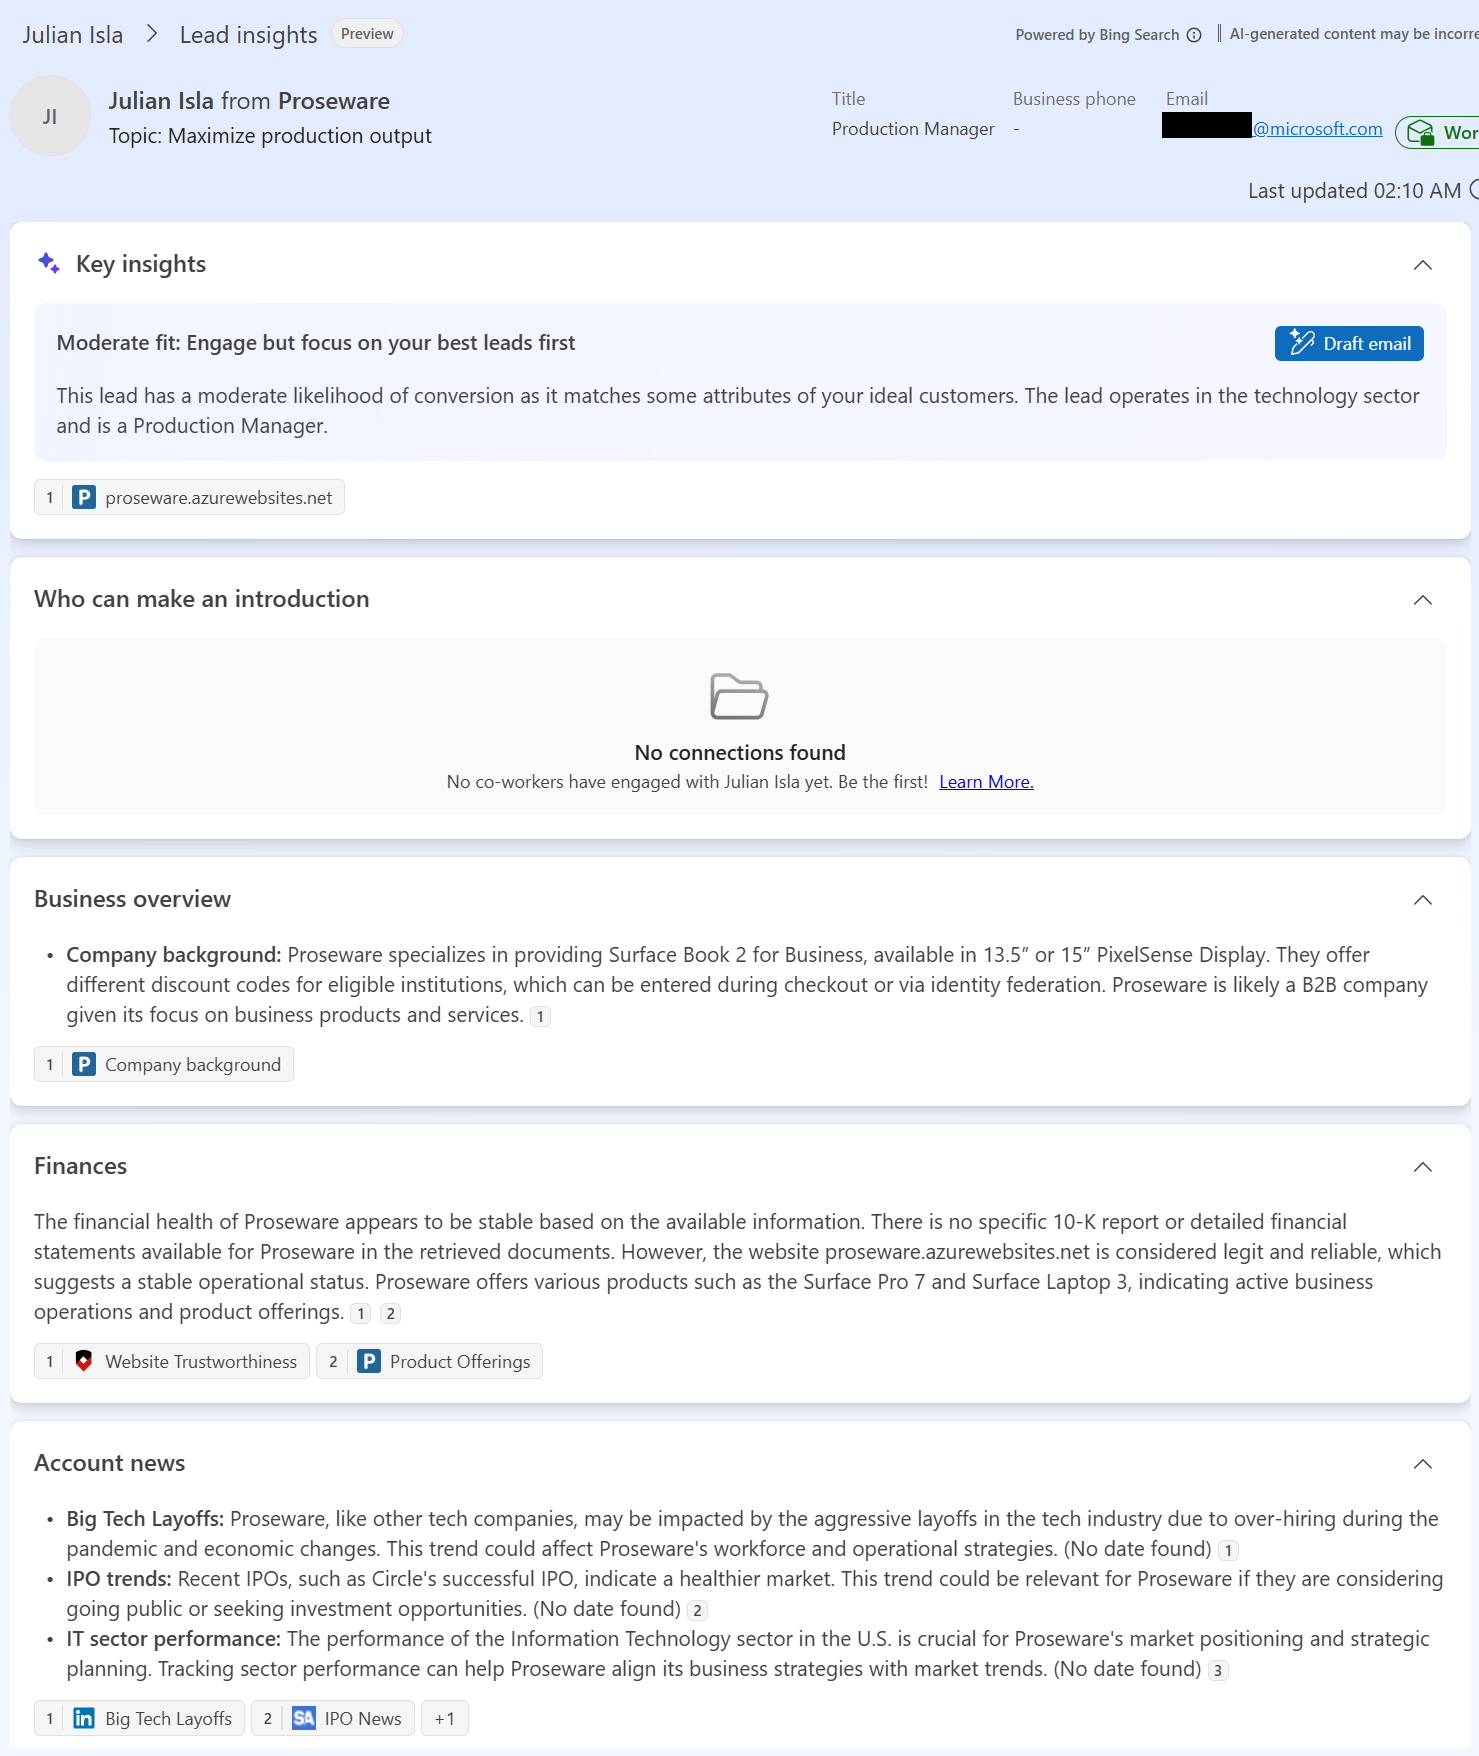 Julian Isla > Lead insights Preview
Powered by Bing Search AI-generated content may be incorre
JI
Julian Isla from Proseware
Topic: Maximize production output
Title
Production Manager
Business phone
-
Email
@microsoft.com
Wor
Last updated 02:10 AM
Key insights
Moderate fit: Engage but focus on your best leads first
Draft email
This lead has a moderate likelihood of conversion as it matches some attributes of your ideal customers. The lead operates in the technology sector
and is a Production Manager.
1 P proseware.azurewebsites.net
Who can make an introduction
No connections found
No co-workers have engaged with Julian Isla yet. Be the first! Learn More.
Business overview
• Company background: Proseware specializes in providing Surface Book 2 for Business, available in 13.5” or 15” PixelSense Display. They offer
different discount codes for eligible institutions, which can be entered during checkout or via identity federation. Proseware is likely a B2B company
given its focus on business products and services. 1
1 P Company background
Finances
The financial health of Proseware appears to be stable based on the available information. There is no specific 10-K report or detailed financial
statements available for Proseware in the retrieved documents. However, the website proseware.azurewebsites.net is considered legit and reliable, which
suggests a stable operational status. Proseware offers various products such as the Surface Pro 7 and Surface Laptop 3, indicating active business
operations and product offerings. 1 2
1 Website Trustworthiness 2 P Product Offerings
Account news
• Big Tech Layoffs: Proseware, like other tech companies, may be impacted by the aggressive layoffs in the tech industry due to over-hiring during the
pandemic and economic changes. This trend could affect Proseware's workforce and operational strategies. (No date found) 1
• IPO trends: Recent IPOs, such as Circle's successful IPO, indicate a healthier market. This trend could be relevant for Proseware if they are considering
going public or seeking investment opportunities. (No date found) 2
• IT sector performance: The performance of the Information Technology sector in the U.S. is crucial for Proseware's market positioning and strategic
planning. Tracking sector performance can help Proseware align its business strategies with market trends. (No date found) 3
1 in Big Tech Layoffs 2 SA IPO News +1